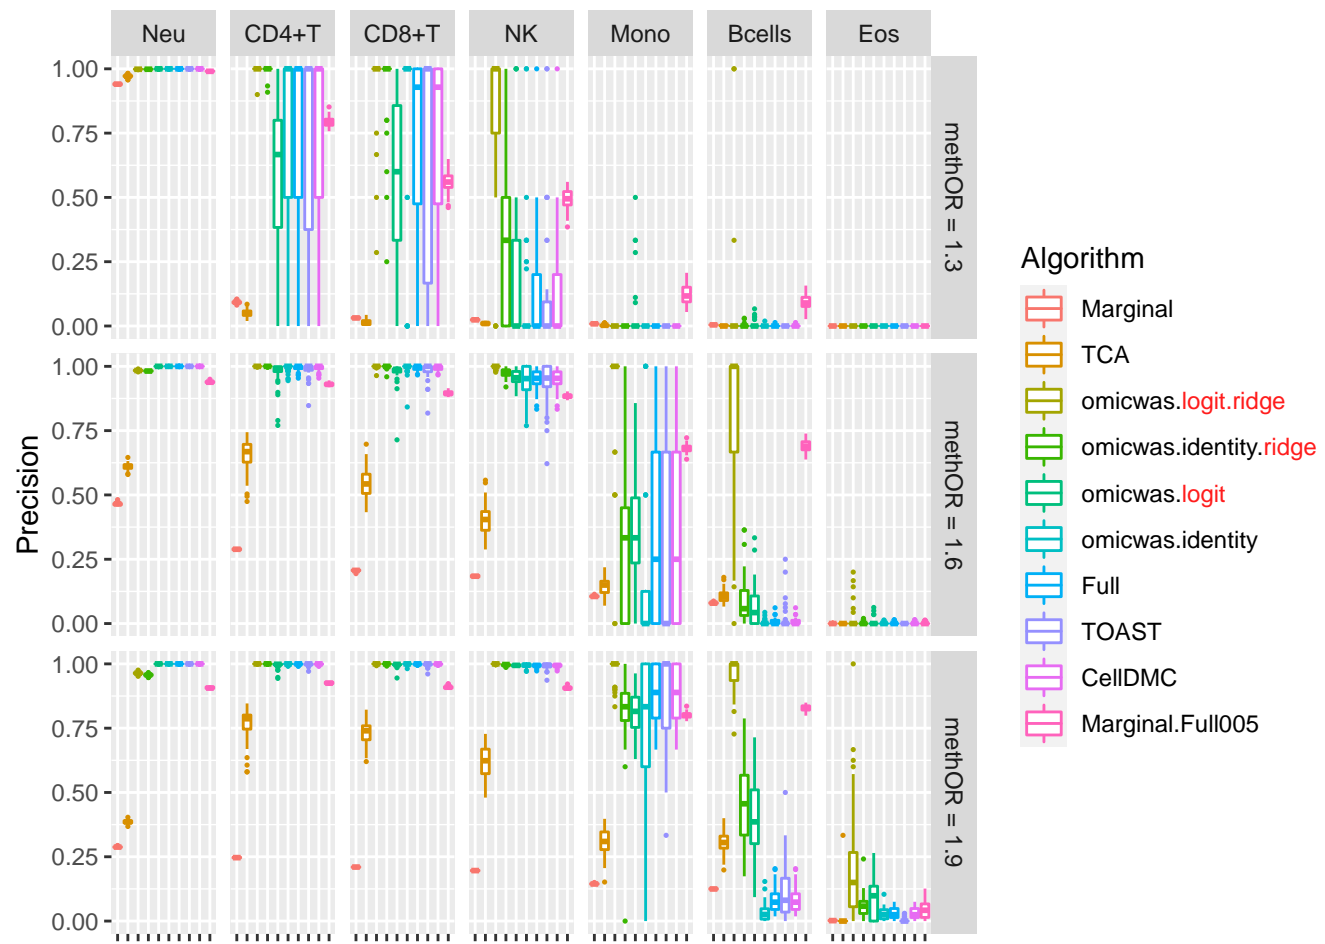 Neu CD4+T CD8+T NK Mono Bcells Eos
1.00
0.75
0.50
0.25
0.00
methOR = 1.3
1.00
0.75
0.50
0.25
0.00
methOR = 1.6
1.00
0.75
0.50
0.25
0.00
methOR = 1.9
Precision
Algorithm
Marginal
TCA
omicwas.logit.ridge
omicwas.identity.ridge
omicwas.logit
omicwas.identity
Full
TOAST
CellDMC
Marginal.Full005